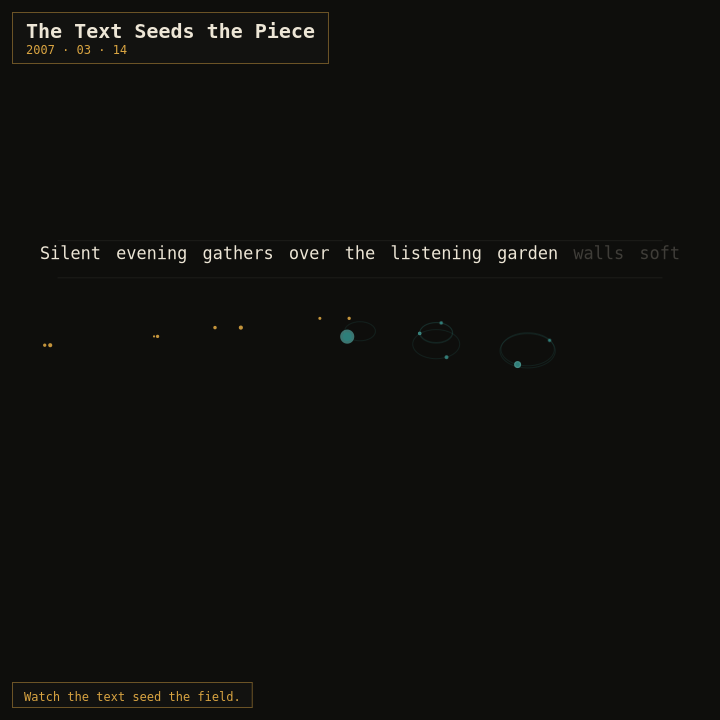 The Text Seeds the Piece
2007 · 03 · 14
Silent evening gathers over the listening garden walls soft
Watch the text seed the field.